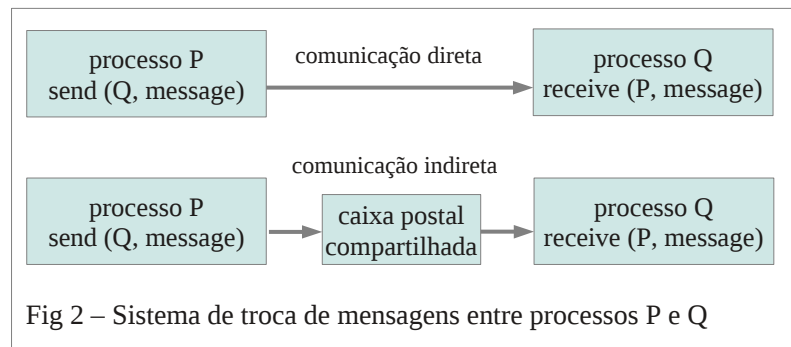 processo P
send (Q, message)
comunicação direta
processo Q
receive (P, message)
comunicação indireta
processo P
send (Q, message)
caixa postal
compartilhada
processo Q
receive (P, message)
Fig 2 – Sistema de troca de mensagens entre processos P e Q